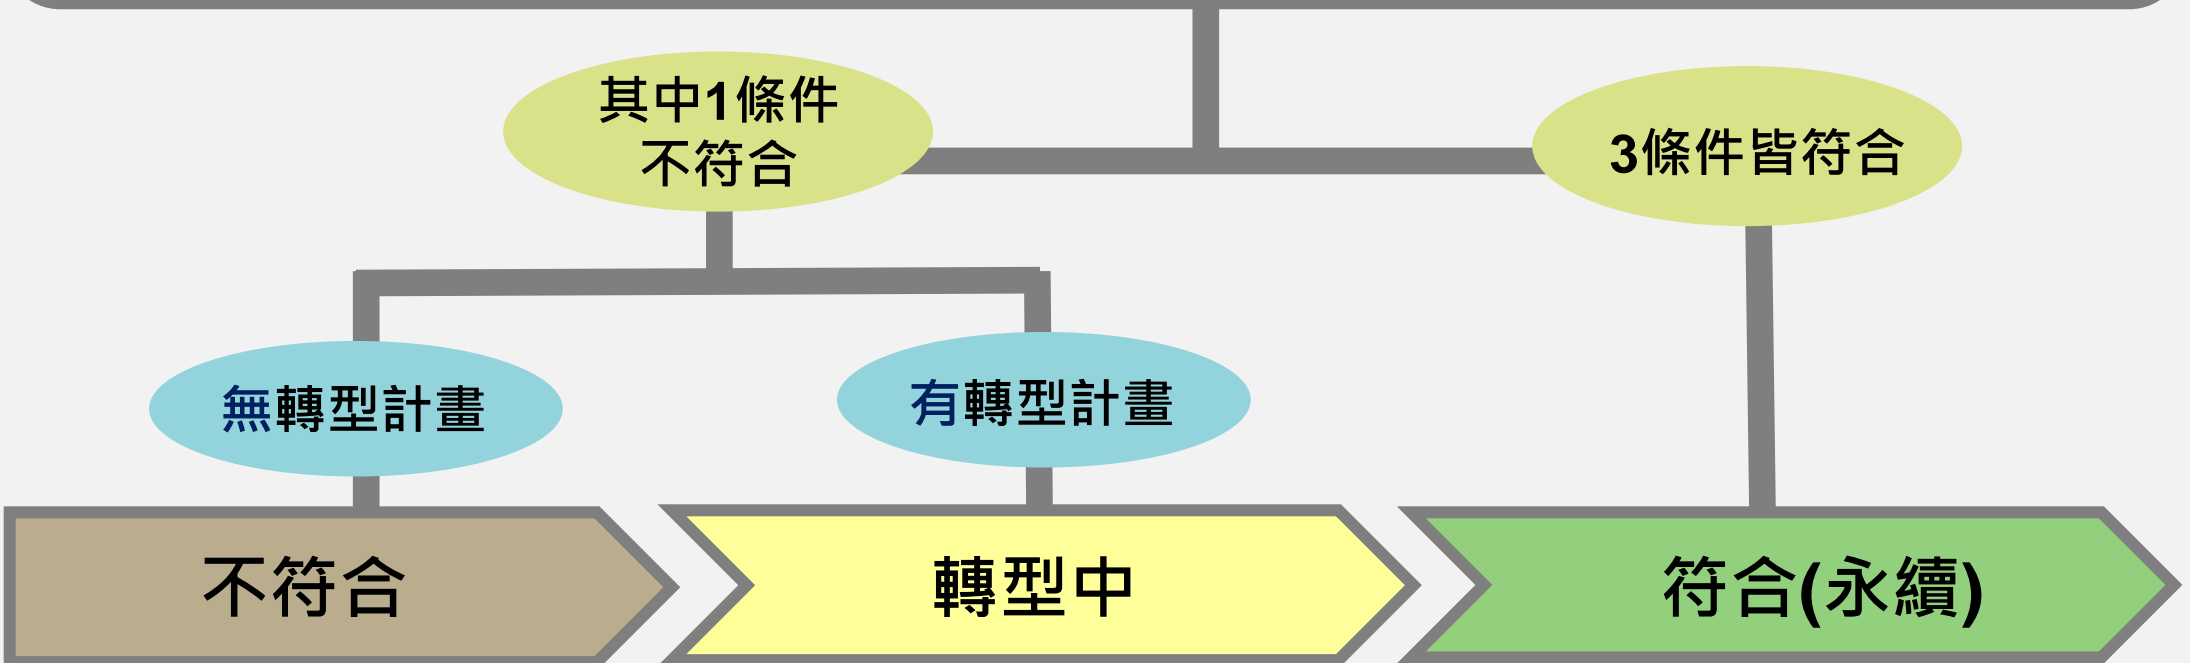 其中1條件
不符合
3條件皆符合
無轉型計畫
有轉型計畫
不符合
轉型中
符合(永續)